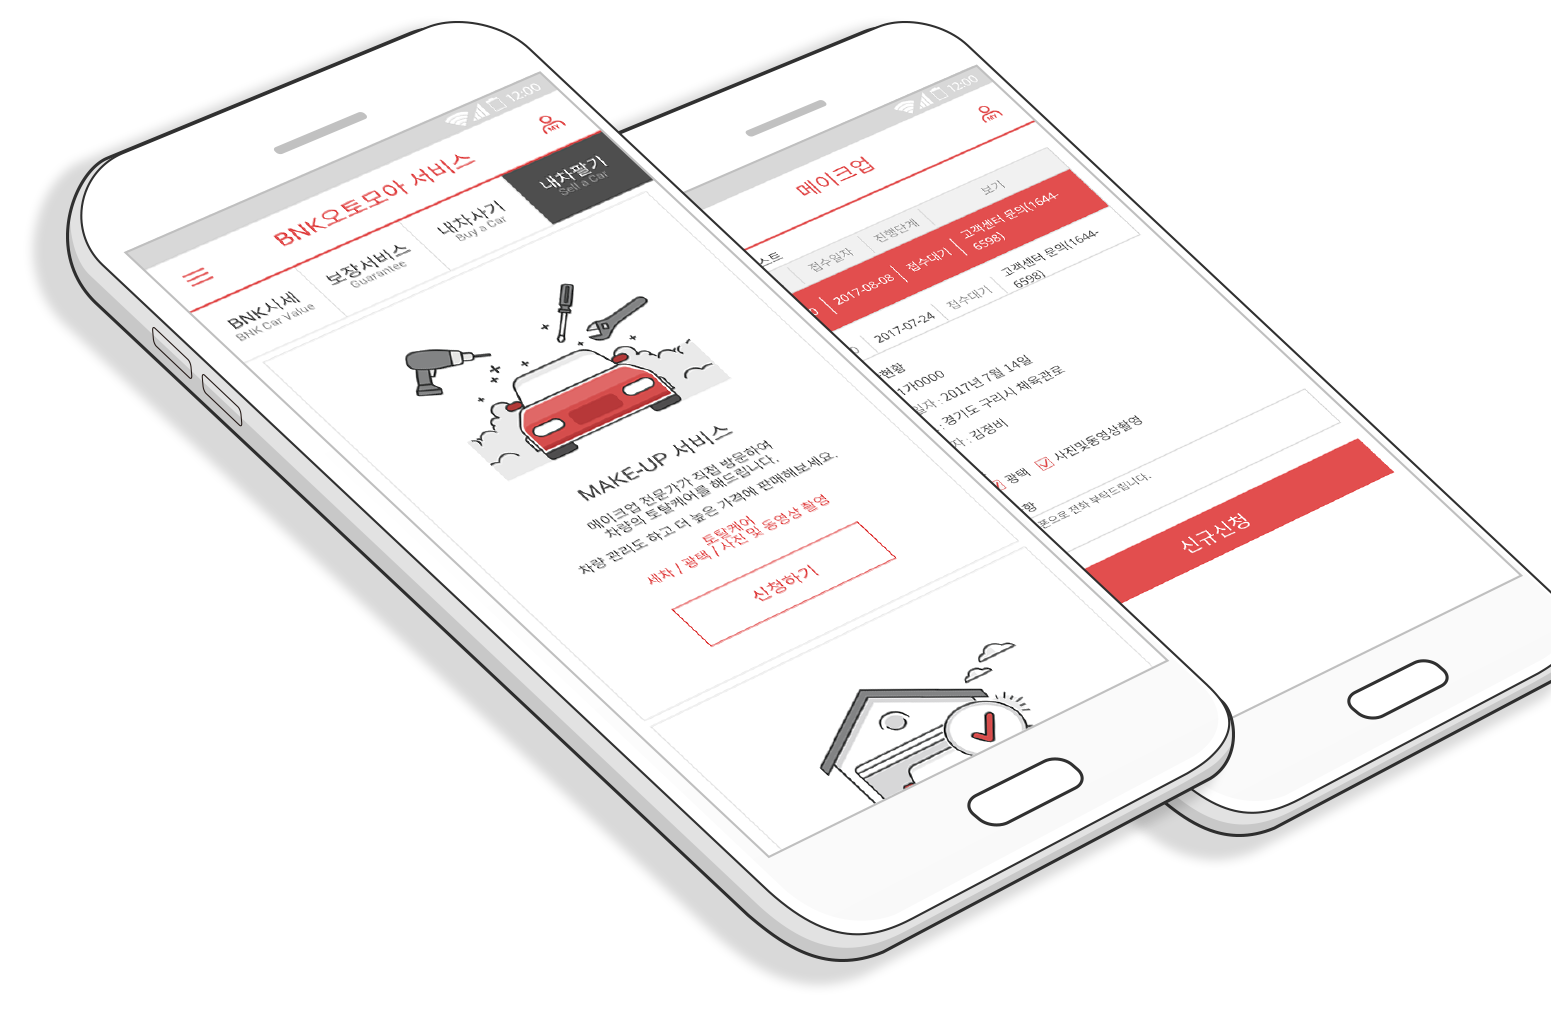 12:00
BNK오토모아 서비스
MY
BNK시세
BNK Car Value
보장서비스
Guarantee
내차사기
Buy a Car
내차팔기
Sell a Car
MAKE-UP 서비스
메이크업 전문가가 직접 방문하여
차량의 토탈케어를 해드립니다.
차량 관리도 하고 더 높은 가격에 판매해보세요.
토탈케어
세차 / 광택 / 사진 및 동영상 촬영
신청하기
12:00
메이크업
MY
스트
접수일자
진행단계
보기
2017-08-08
접수대기
고객센터 문의(1644-
6598)
2017-07-24
접수대기
고객센터 문의(1644-
6598)
현황
1가0000
일자 : 2017년 7월 14일
: 경기도 구리시 체육관로
자 : 김정비
광택
사진및동영상촬영
항
폰으로 전화 부탁드립니다.
신규신청